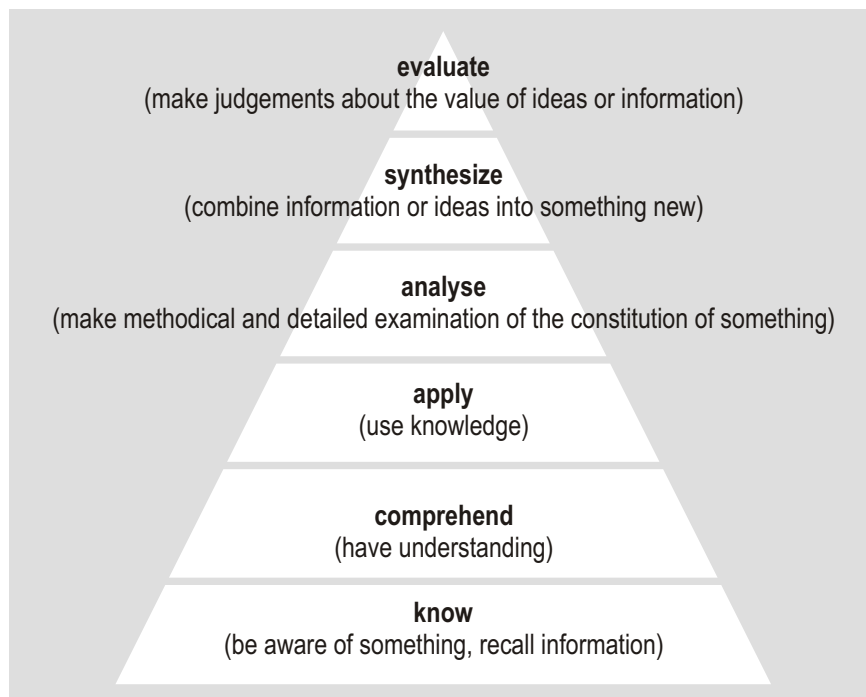 evaluate
(make judgements about the value of ideas or information)
synthesize
(combine information or ideas into something new)
analyse
(make methodical and detailed examination of the constitution of something)
apply
(use knowledge)
comprehend
(have understanding)
know
(be aware of something, recall information)